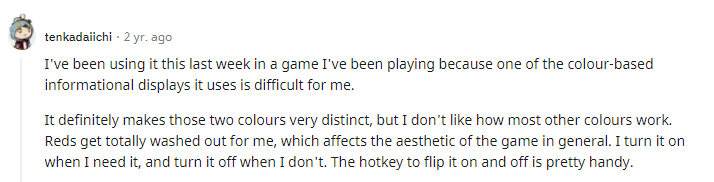 tenkadaiichi · 2 yr. ago
I've been using it this last week in a game I've been playing because one of the colour-based
informational displays it uses is difficult for me.
It definitely makes those two colours very distinct, but I don't like how most other colours work.
Reds get totally washed out for me, which affects the aesthetic of the game in general. I turn it on
when I need it, and turn it off when I don't. The hotkey to flip it on and off is pretty handy.